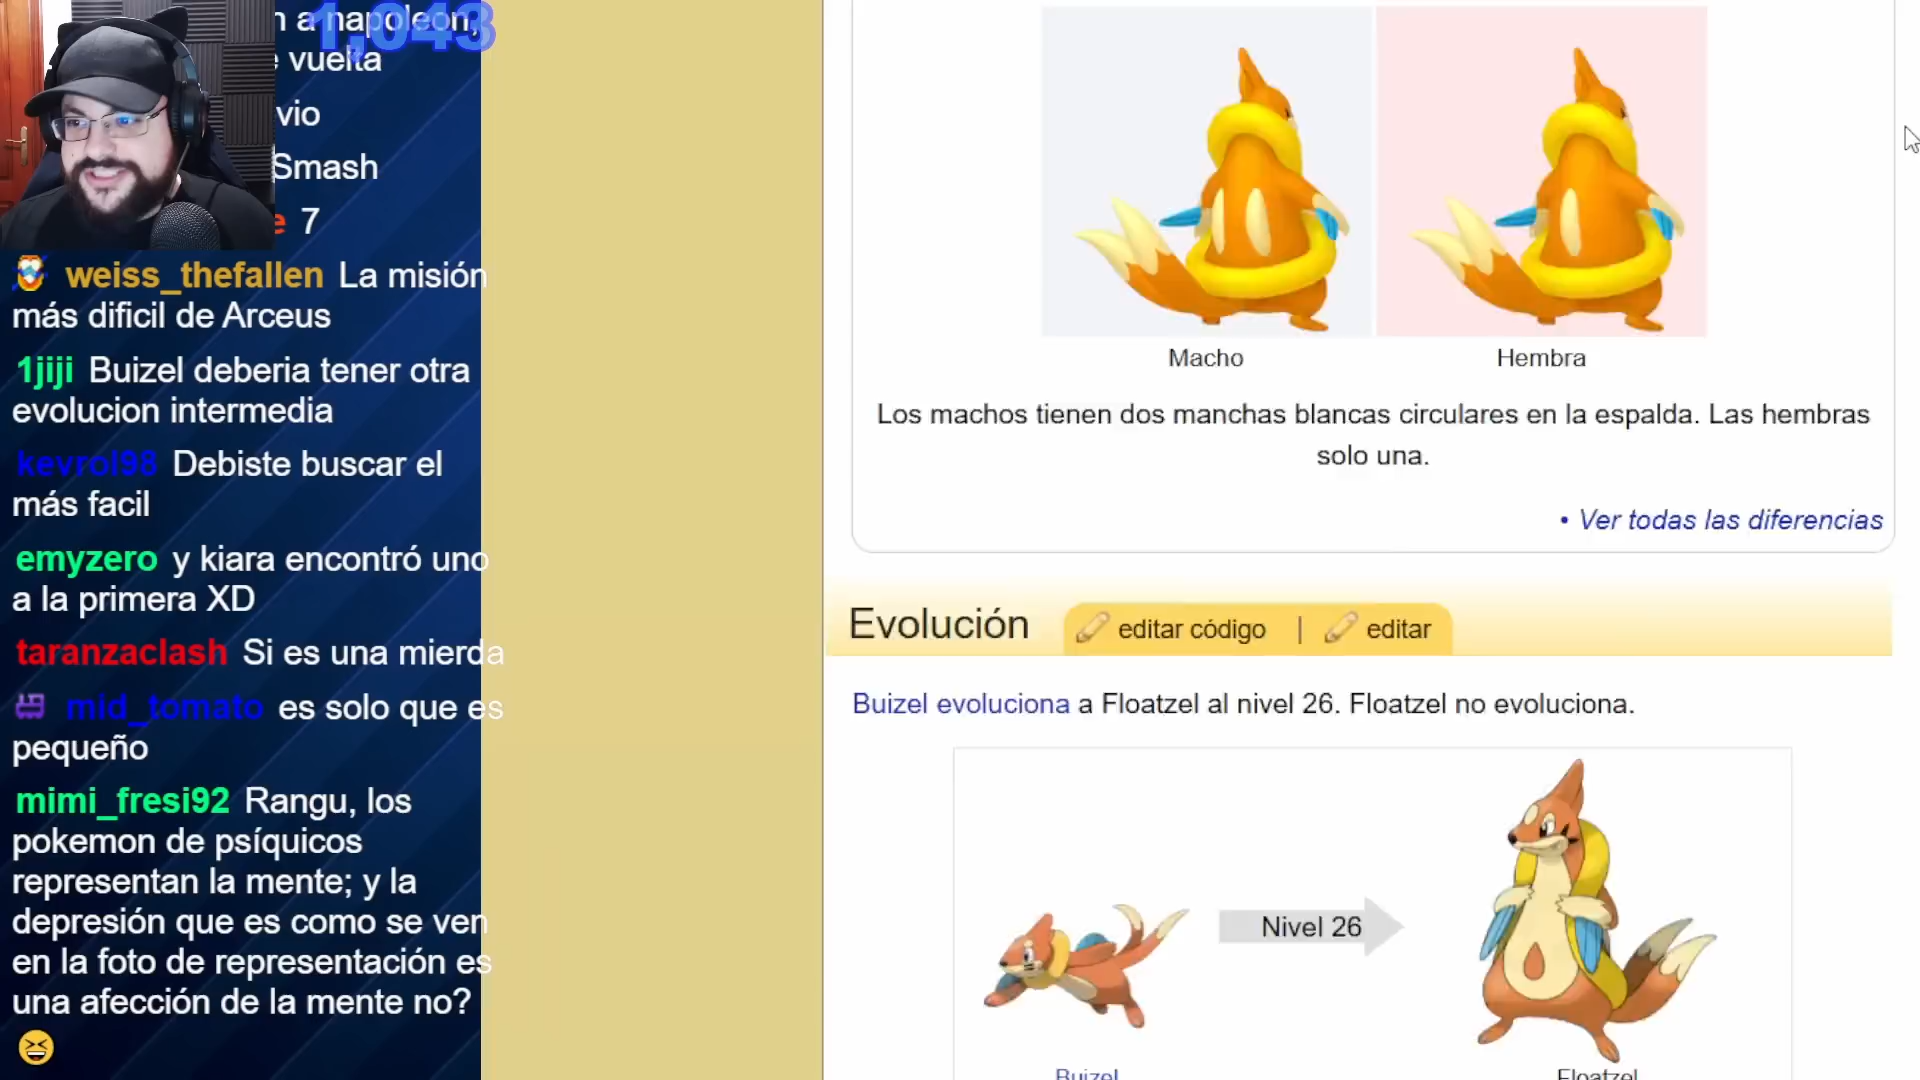 n a napoleon,
1,043
e vuelta
vio
Smash
e 7
weiss_thefallen La misión
más dificil de Arceus
1jiji Buizel deberia tener otra
evolucion intermedia
kevrol98 Debiste buscar el
más facil
emyzero y kiara encontró uno
a la primera XD
taranzaclash Si es una mierda
mid_tomato es solo que es
pequeño
mimi_fresi92 Rangu, los
pokemon de psíquicos
representan la mente; y la
depresión que es como se ven
en la foto de representación es
una afección de la mente no?
Macho
Hembra
Los machos tienen dos manchas blancas circulares en la espalda. Las hembras
solo una.
• Ver todas las diferencias
Evolución
editar código | editar
Buizel evoluciona a Floatzel al nivel 26. Floatzel no evoluciona.
Nivel 26
Buizel
Floatzel